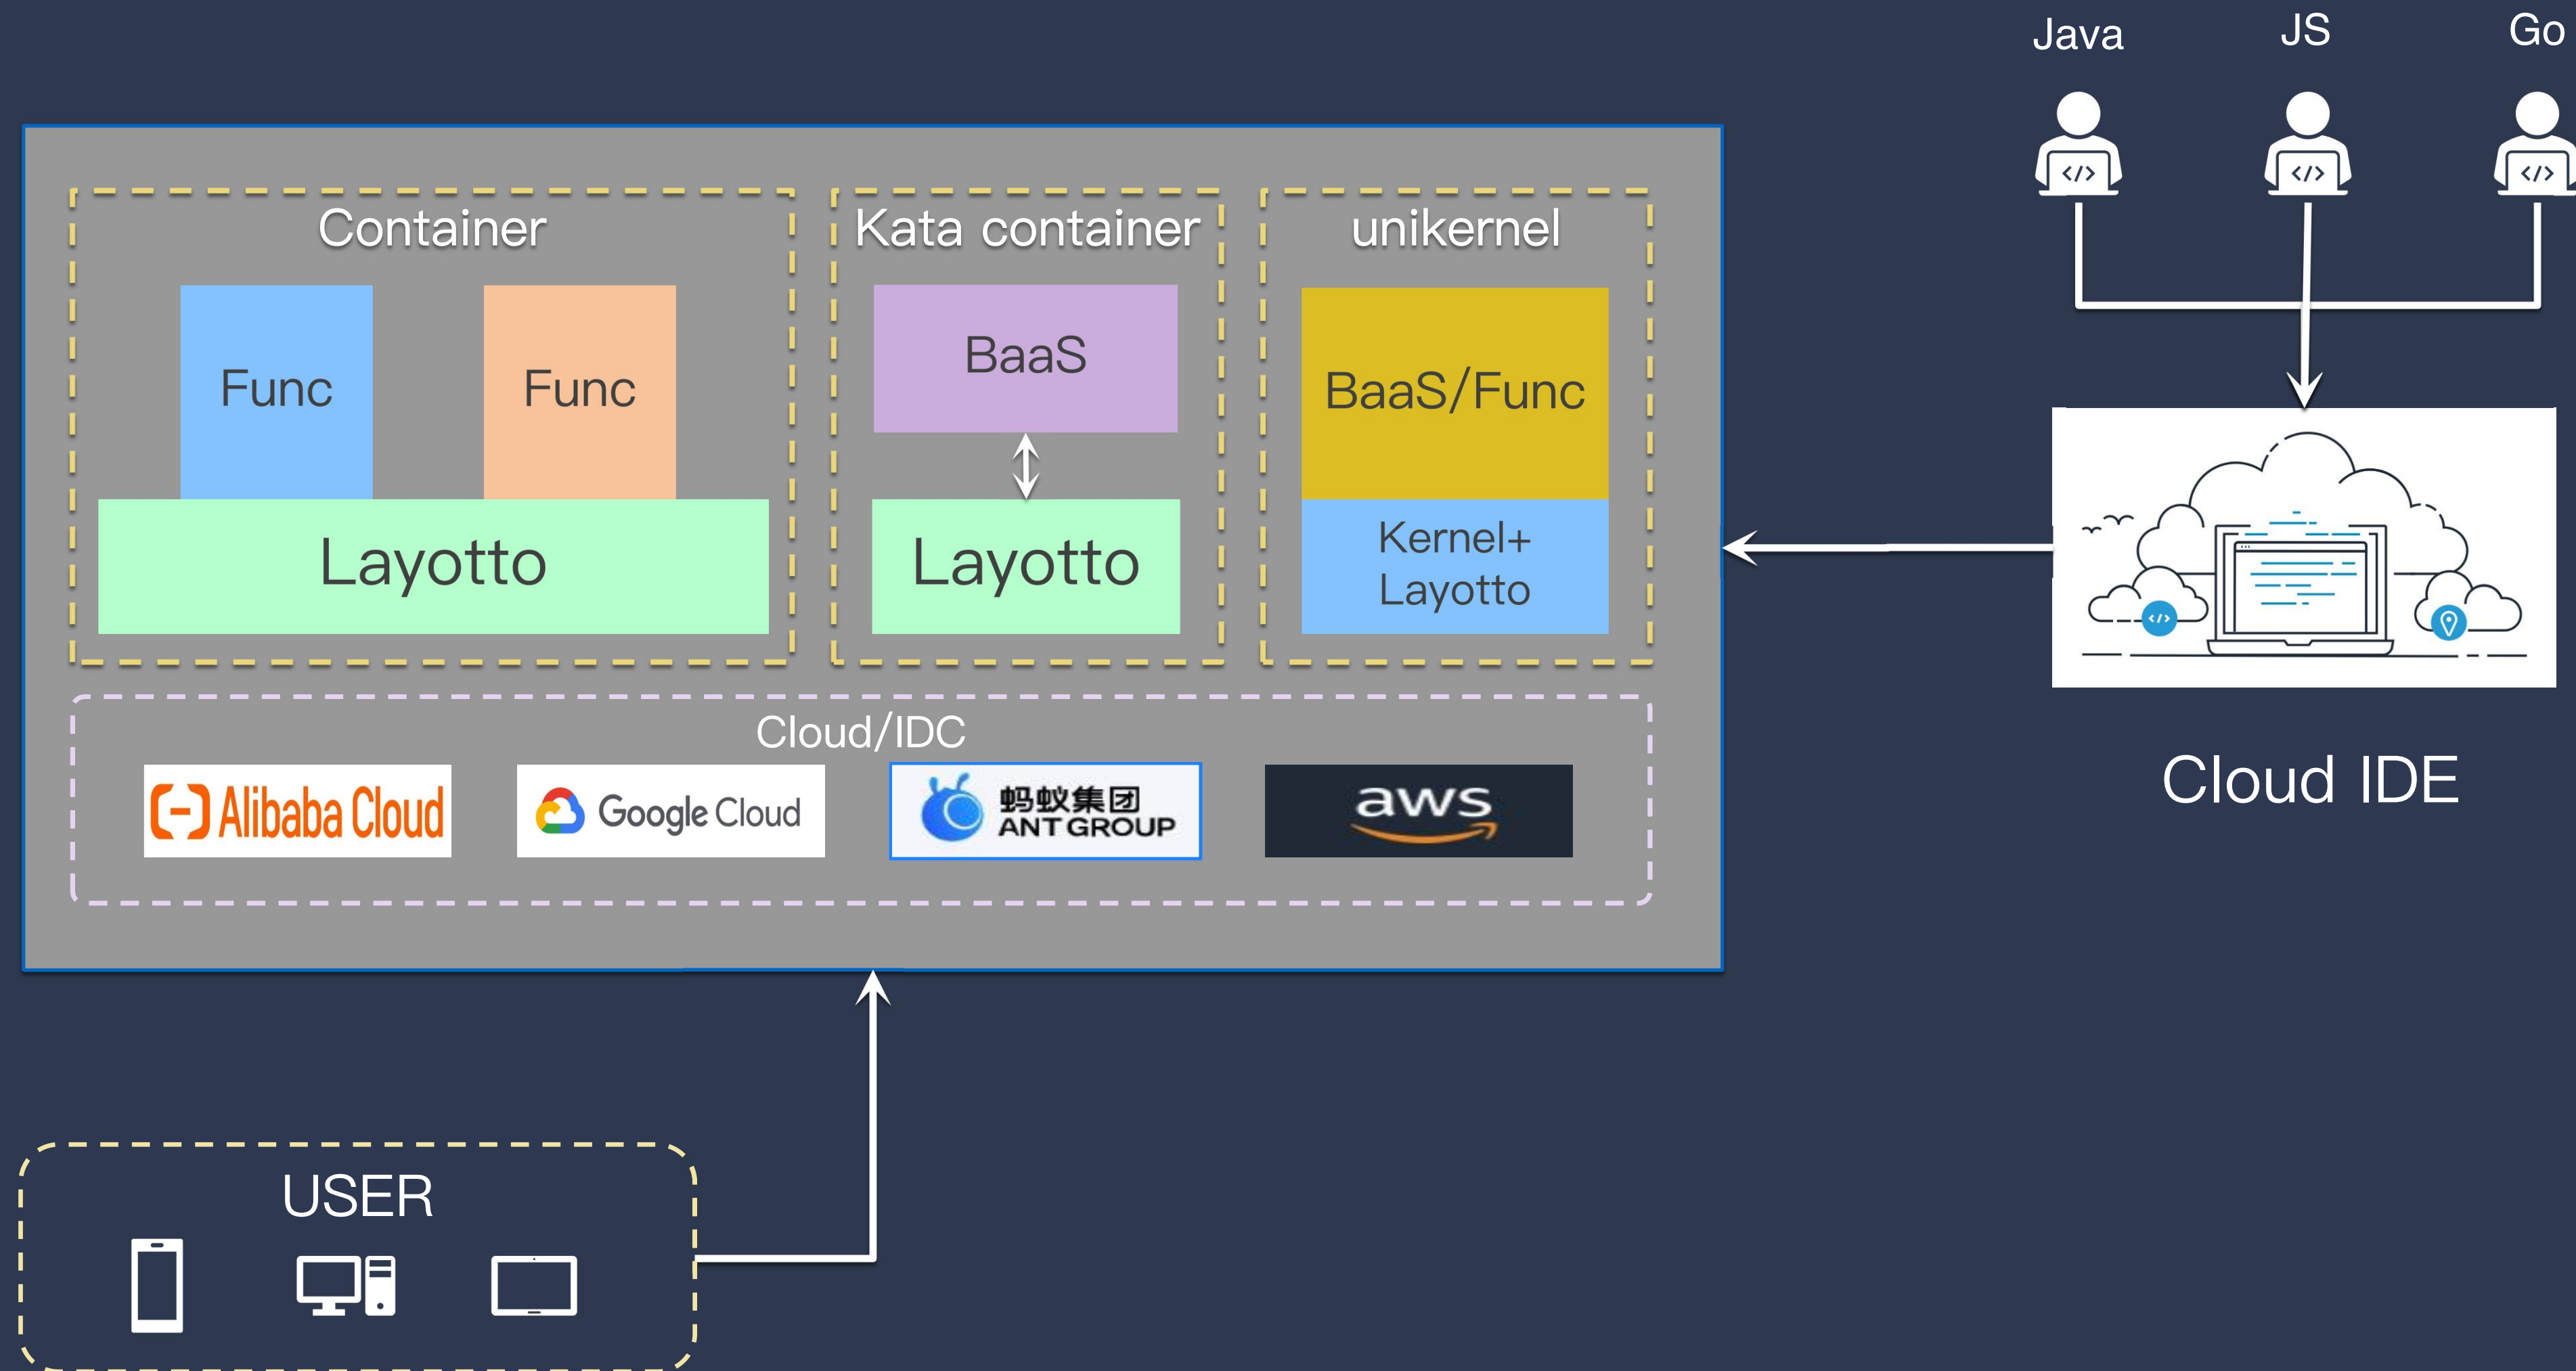 Java
JS
Go
</>
</>
</>
Container
Kata container
unikernel
Func
Func
BaaS
BaaS/Func
Layotto
Layotto
Kernel+
Layotto
</>
Cloud/IDC
Alibaba Cloud
Google Cloud
蚂蚁集团
ANT GROUP
aws
Cloud IDE
USER